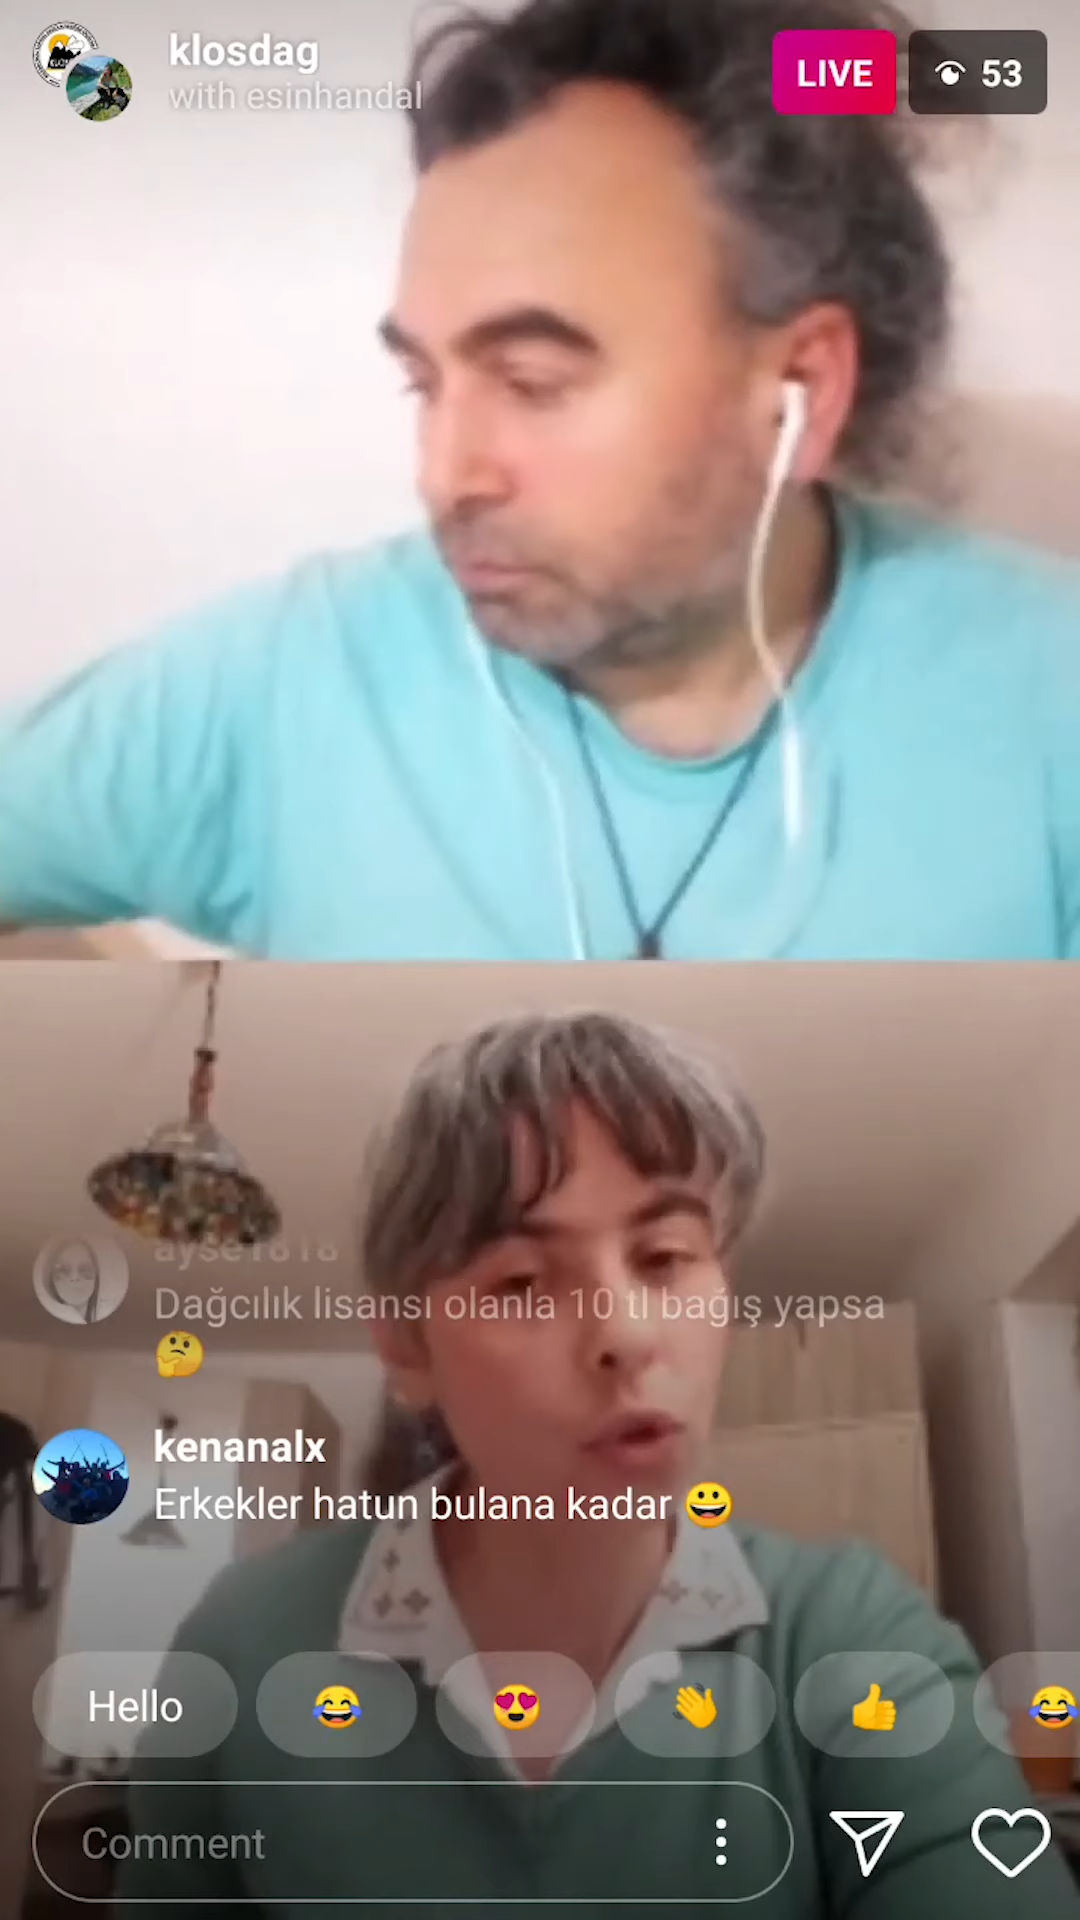 klosdag
with esinhandal
LIVE
53
ayse1818
Dağcılık lisansı olanla 10 tl bağış yapsa
🤔
kenanalx
Erkekler hatun bulana kadar 😀
Hello 😂 😍 👋 👍 😂
Comment